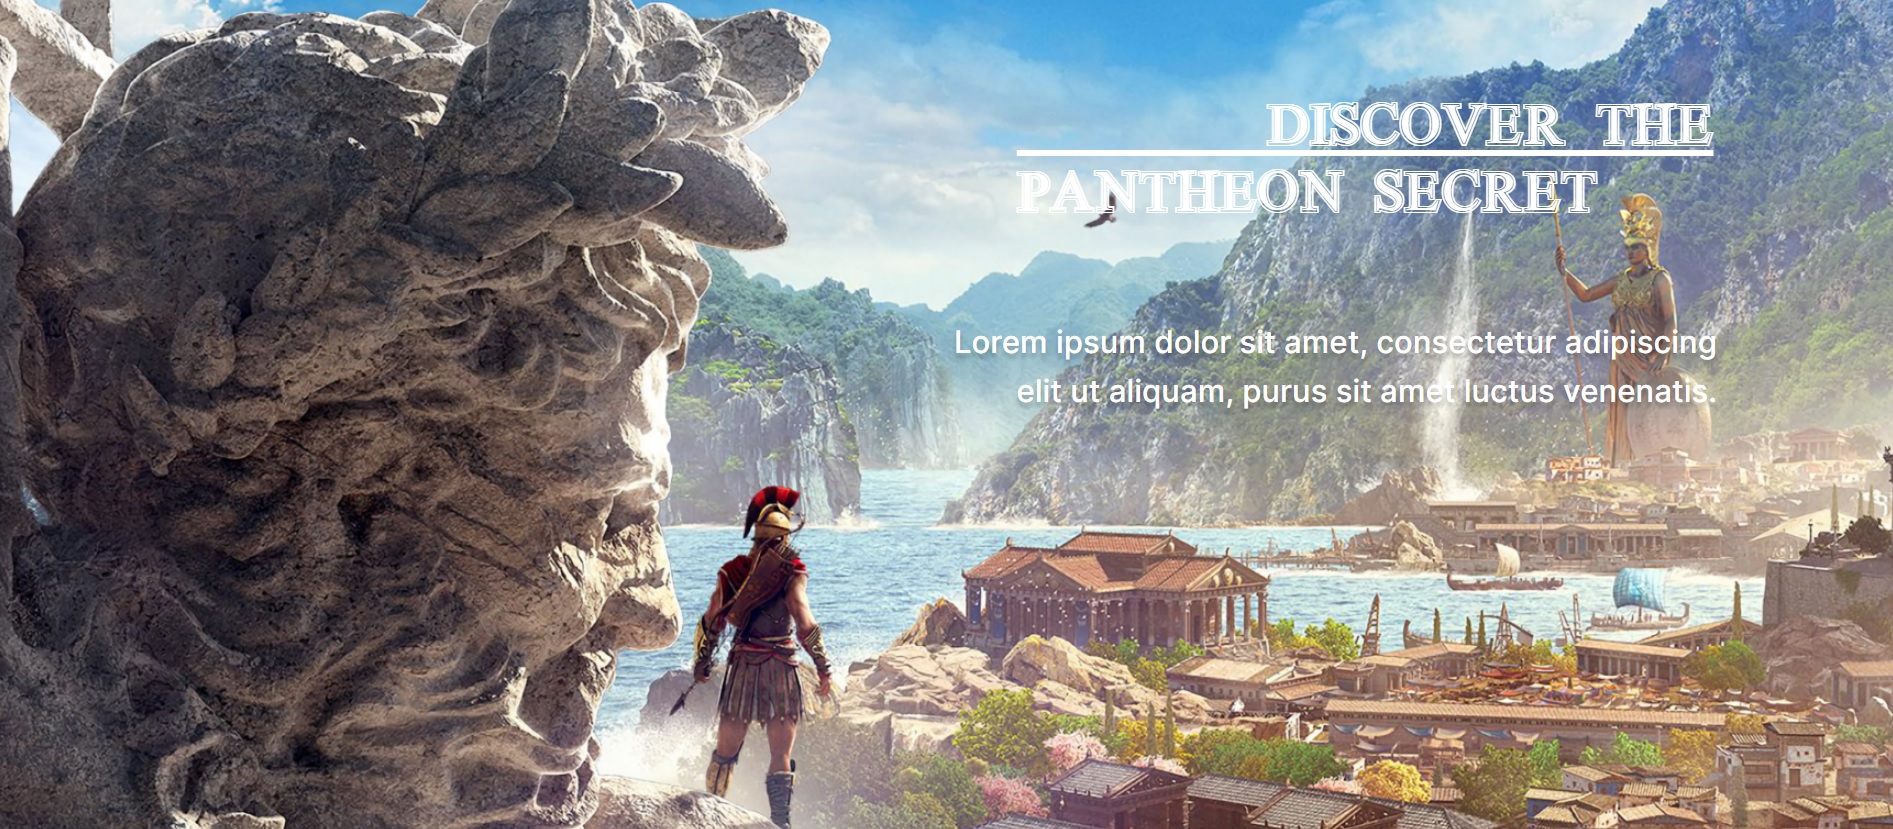 DISCOVER THE
PANTHEON SECRET
Lorem ipsum dolor sit amet, consectetur adipiscing
elit ut aliquam, purus sit amet luctus venenatis.